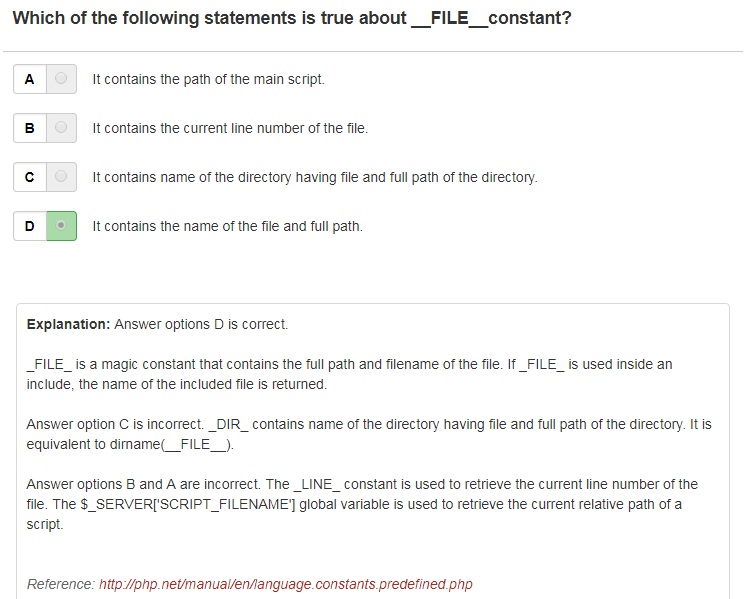 Which of the following statements is true about __FILE__constant?
A It contains the path of the main script.
B It contains the current line number of the file.
C It contains name of the directory having file and full path of the directory.
D It contains the name of the file and full path.
Explanation: Answer options D is correct.
_FILE_ is a magic constant that contains the full path and filename of the file. If _FILE_ is used inside an
include, the name of the included file is returned.
Answer option C is incorrect. _DIR_ contains name of the directory having file and full path of the directory. It is
equivalent to dirname(__FILE__).
Answer options B and A are incorrect. The _LINE_ constant is used to retrieve the current line number of the
file. The $_SERVER['SCRIPT_FILENAME'] global variable is used to retrieve the current relative path of a
script.
Reference: http://php.net/manual/en/language.constants.predefined.php